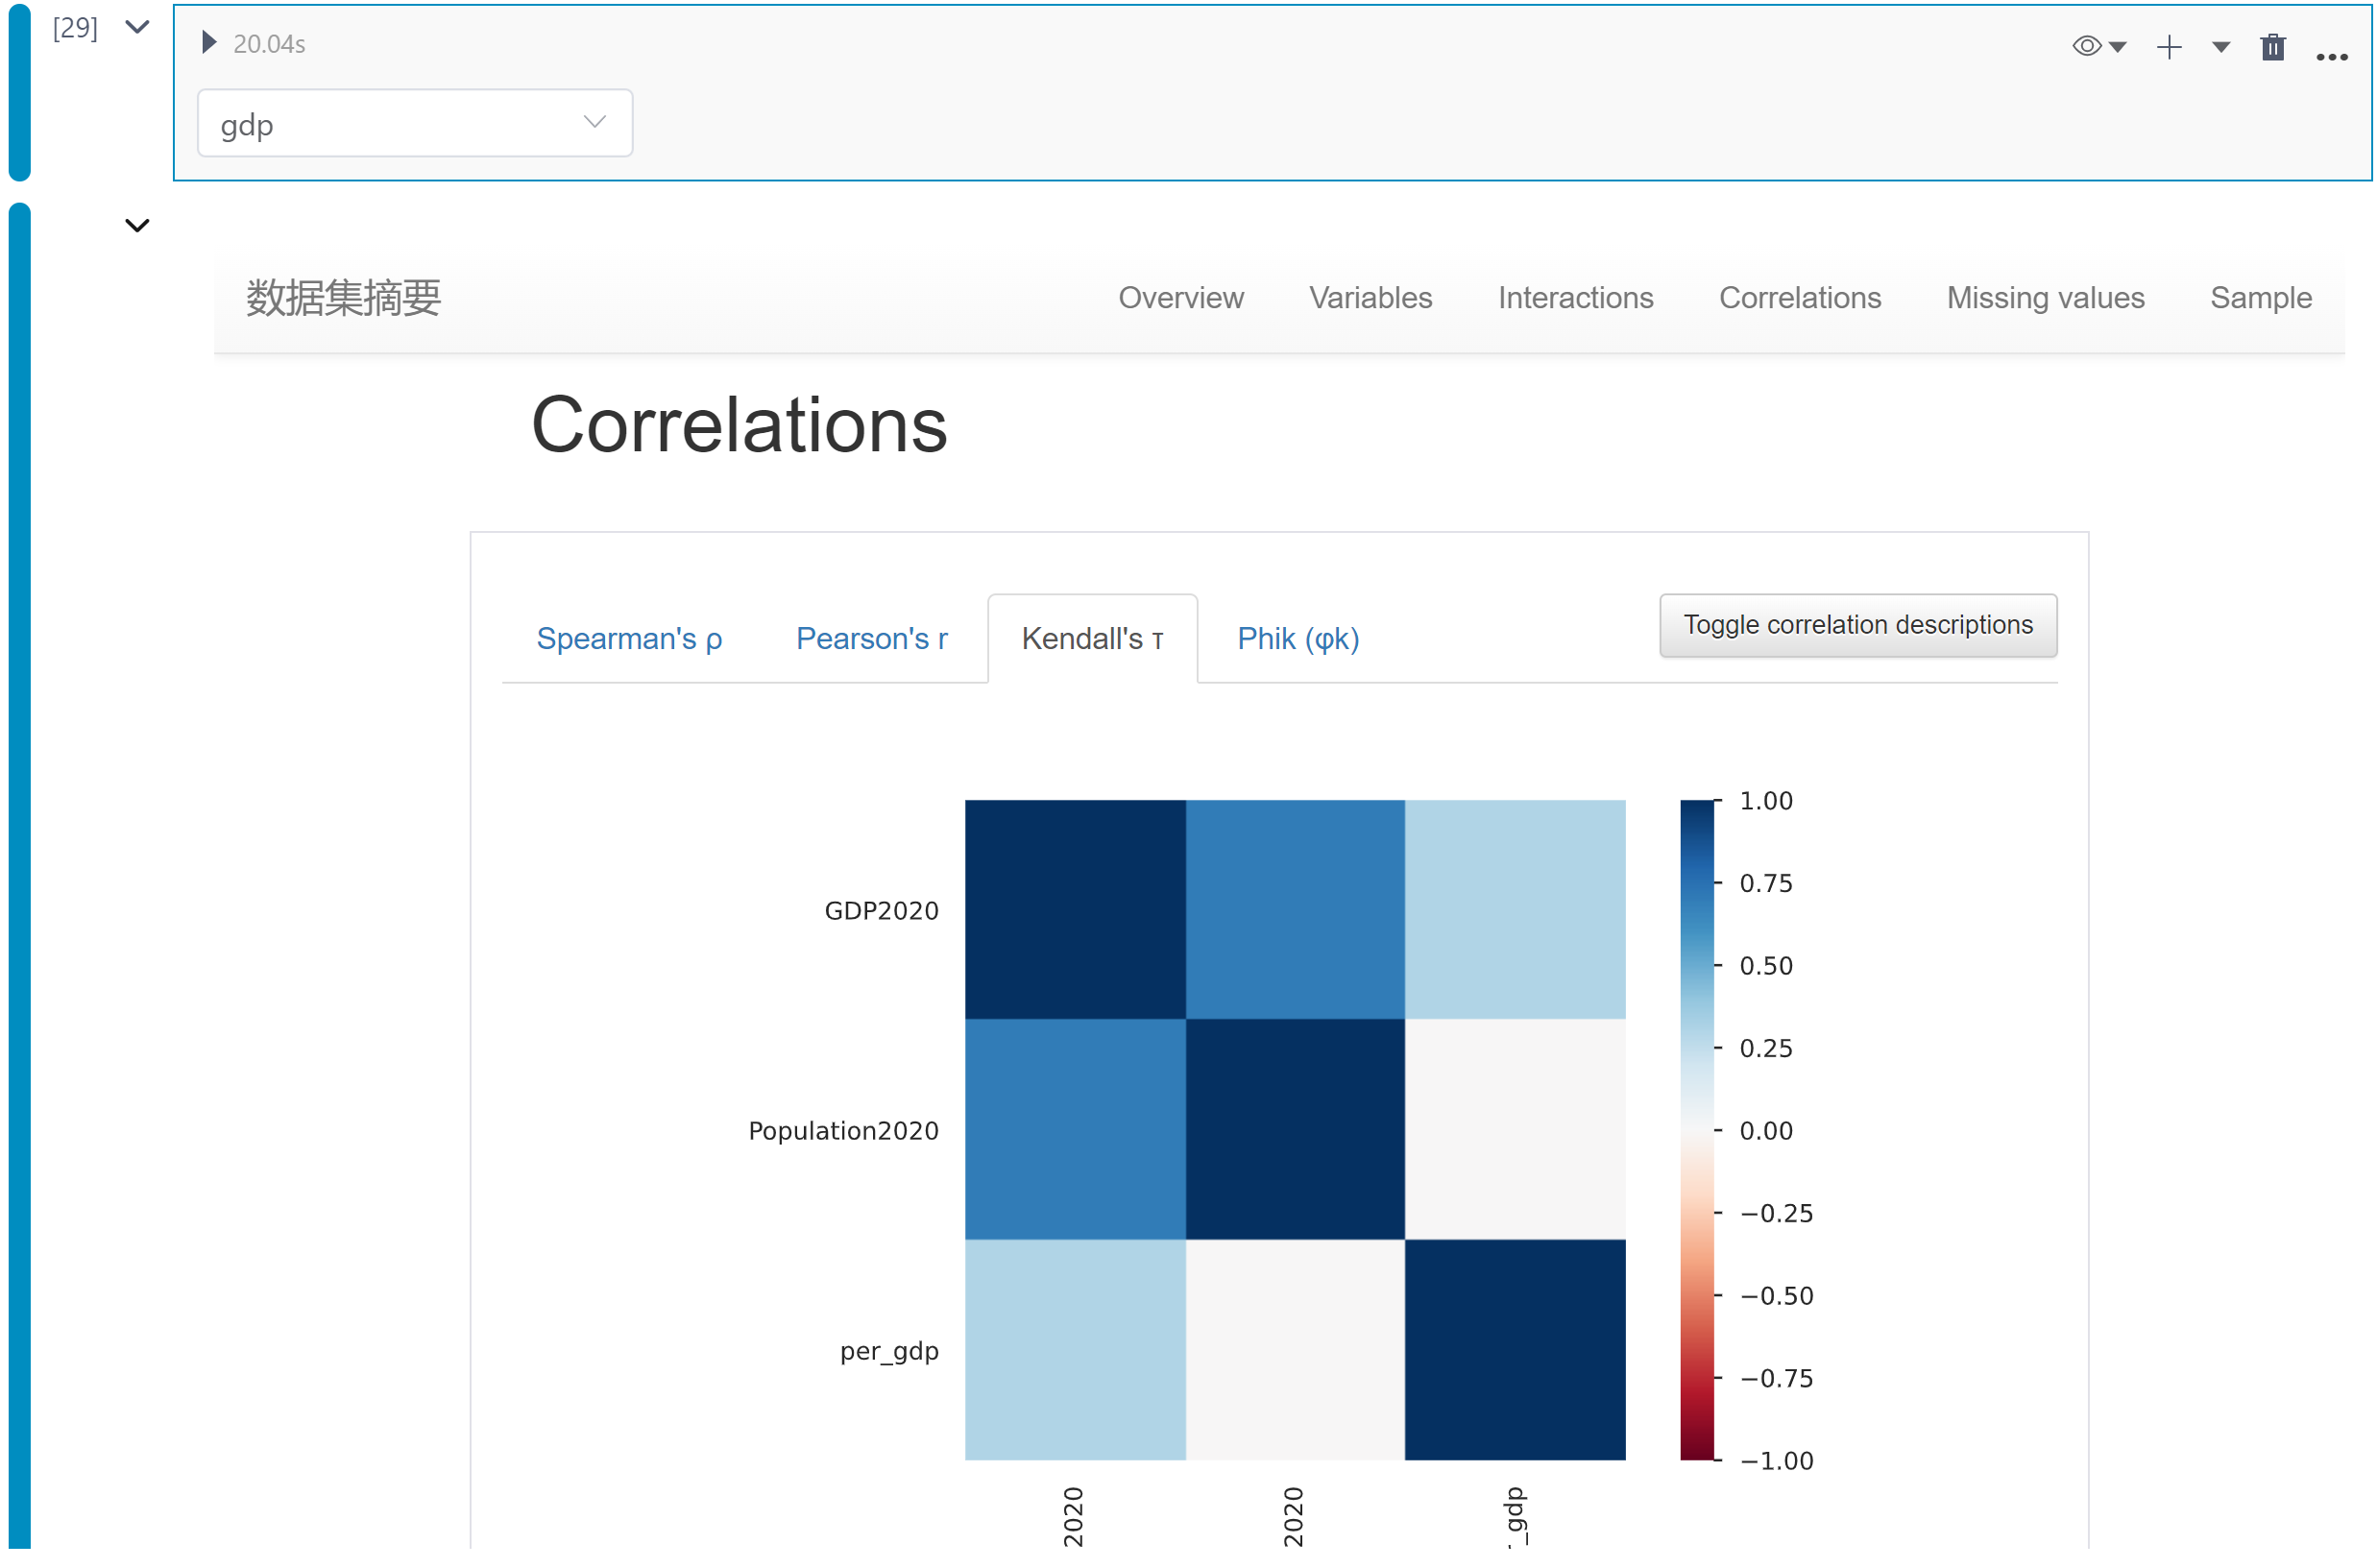 [29]
20.04s
gdp
数据集摘要 Overview Variables Interactions Correlations Missing values Sample
Correlations
Spearman's ρ Pearson's r Kendall's τ Phik (φk) Toggle correlation descriptions
1.00
0.75
0.50
0.25
0.00
−0.25
−0.50
−0.75
−1.00
GDP2020
Population2020
per_gdp
2020
2020
_gdp